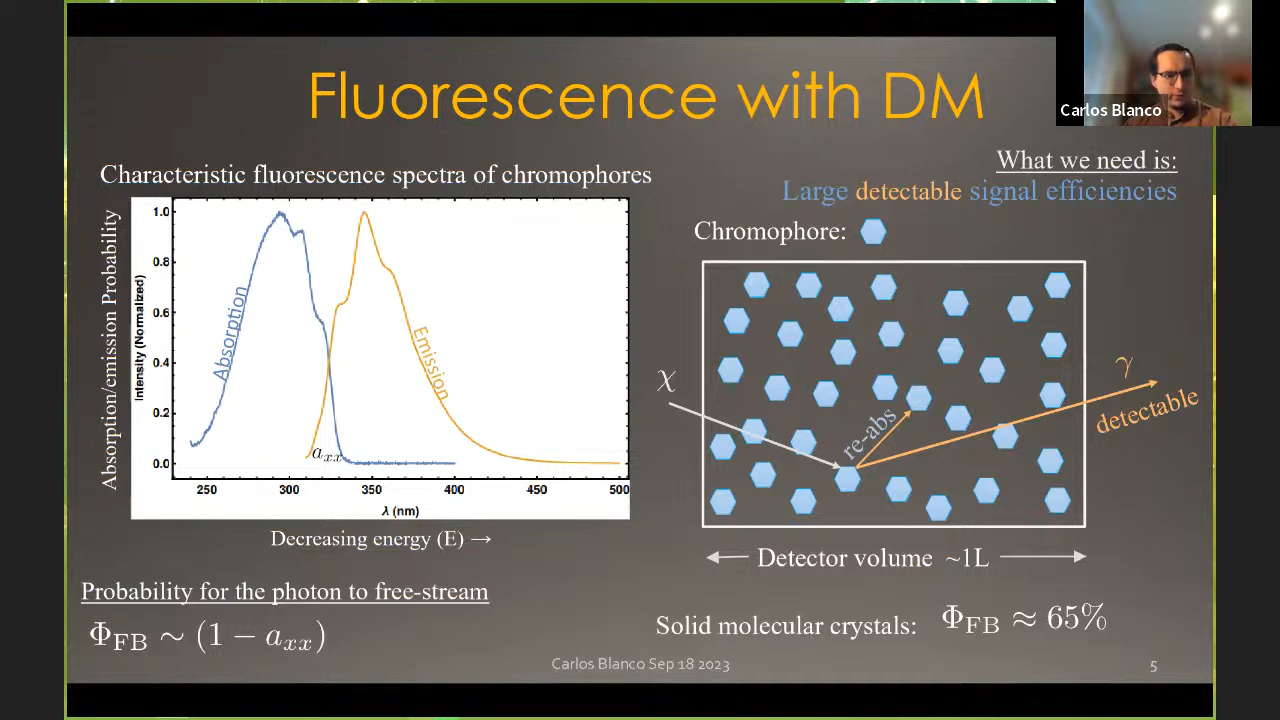 Fluorescence with DM
Carlos Blanco
Characteristic fluorescence spectra of chromophores
Absorption/emission Probability
Intensity (Normalized)
1.0
0.8
0.6
0.4
0.2
0.0
Absorption
Emission
aₓₓ
250 300 350 400 450 500
λ (nm)
Decreasing energy (E) →
Probability for the photon to free-stream
Φ_FB ∼ (1 − aₓₓ)
What we need is:
Large detectable signal efficiencies
Chromophore:
χ
re-abs
γ
detectable
Detector volume ~1L
Solid molecular crystals: Φ_FB ≈ 65%
Carlos Blanco Sep 18 2023
5